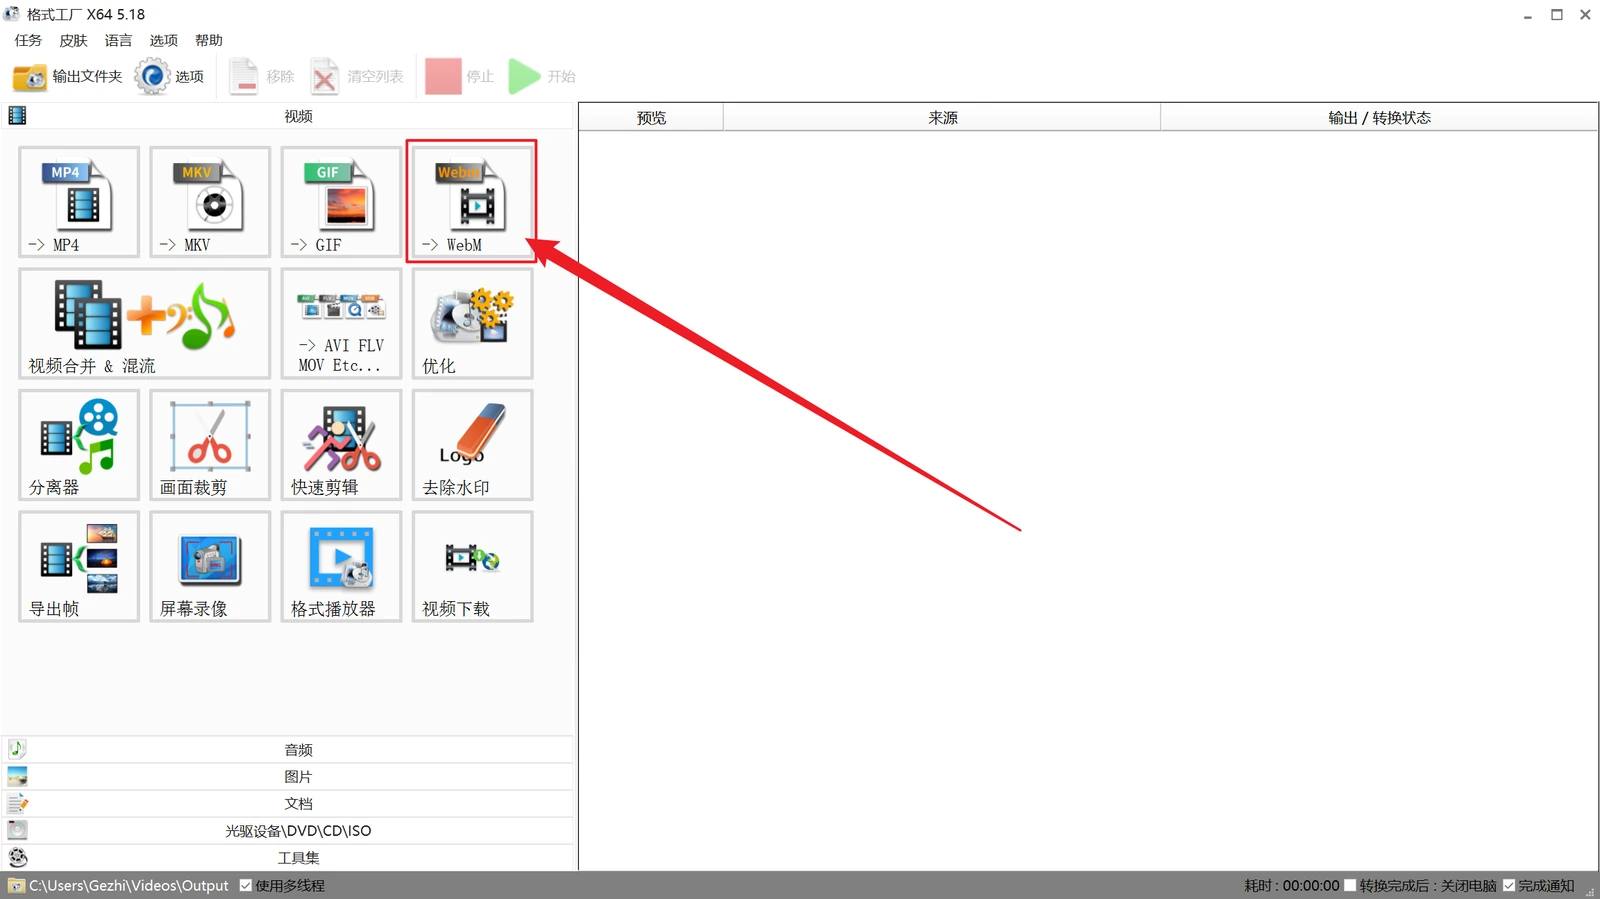 格式工厂 X64 5.18
任务 皮肤 语言 选项 帮助
输出文件夹 选项 移除 清空列表 停止 开始
视频
预览 来源 输出 / 转换状态
MP4 MKV GIF Webm
-> MP4 -> MKV -> GIF -> WebM
视频合并 & 混流
-> AVI FLV
MOV Etc...
优化
Logo
分离器 画面裁剪 快速剪辑 去除水印
导出帧 屏幕录像 格式播放器 视频下载
音频
图片
文档
光驱设备\DVD\CD\ISO
工具集
C:\Users\Gezhi\Videos\Output 使用多线程 耗时 : 00:00:00 转换完成后 : 关闭电脑 完成通知